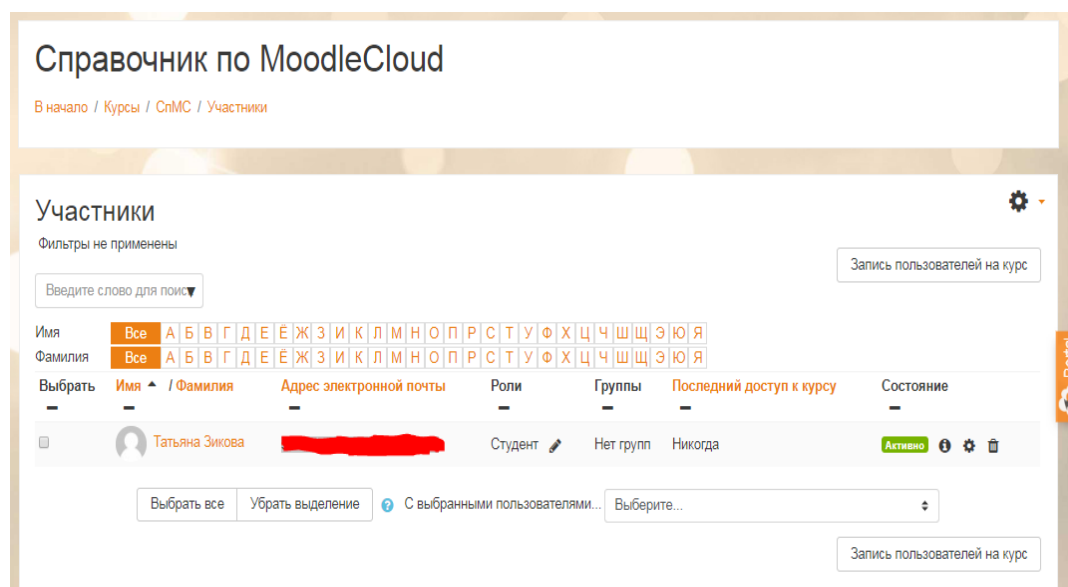 Справочник по MoodleCloud
В начало / Курсы / СпМС / Участники
Участники
Фильтры не применены
Запись пользователей на курс
Введите слово для поиск
Имя Все А Б В Г Д Е Ё Ж З И К Л М Н О П Р С Т У Ф Х Ц Ч Ш Щ Э Ю Я
Фамилия Все А Б В Г Д Е Ё Ж З И К Л М Н О П Р С Т У Ф Х Ц Ч Ш Щ Э Ю Я
Выбрать Имя / Фамилия Адрес электронной почты Роли Группы Последний доступ к курсу Состояние
Татьяна Зикова Студент Нет групп Никогда Активно
Выбрать все Убрать выделение С выбранными пользователями... Выберите...
Запись пользователей на курс